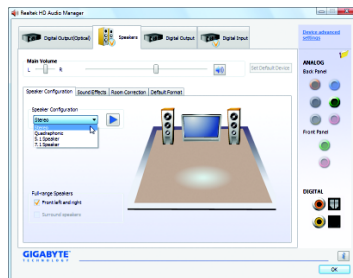 Realtek HD Audio Manager
Digital Output(Optical)
Speakers
Digital Output
Digital Input
Device advanced settings
Main Volume
L
R
Set Default Device
ANALOG
Back Panel
Speaker Configuration
Sound Effects
Room Correction
Default Format
Speaker Configuration
Stereo
Stereo
Quadraphonic
5.1 Speaker
7.1 Speaker
Front Panel
Full-range Speakers
Front left and right
Surround speakers
DIGITAL
GIGABYTE
TECHNOLOGY
OK